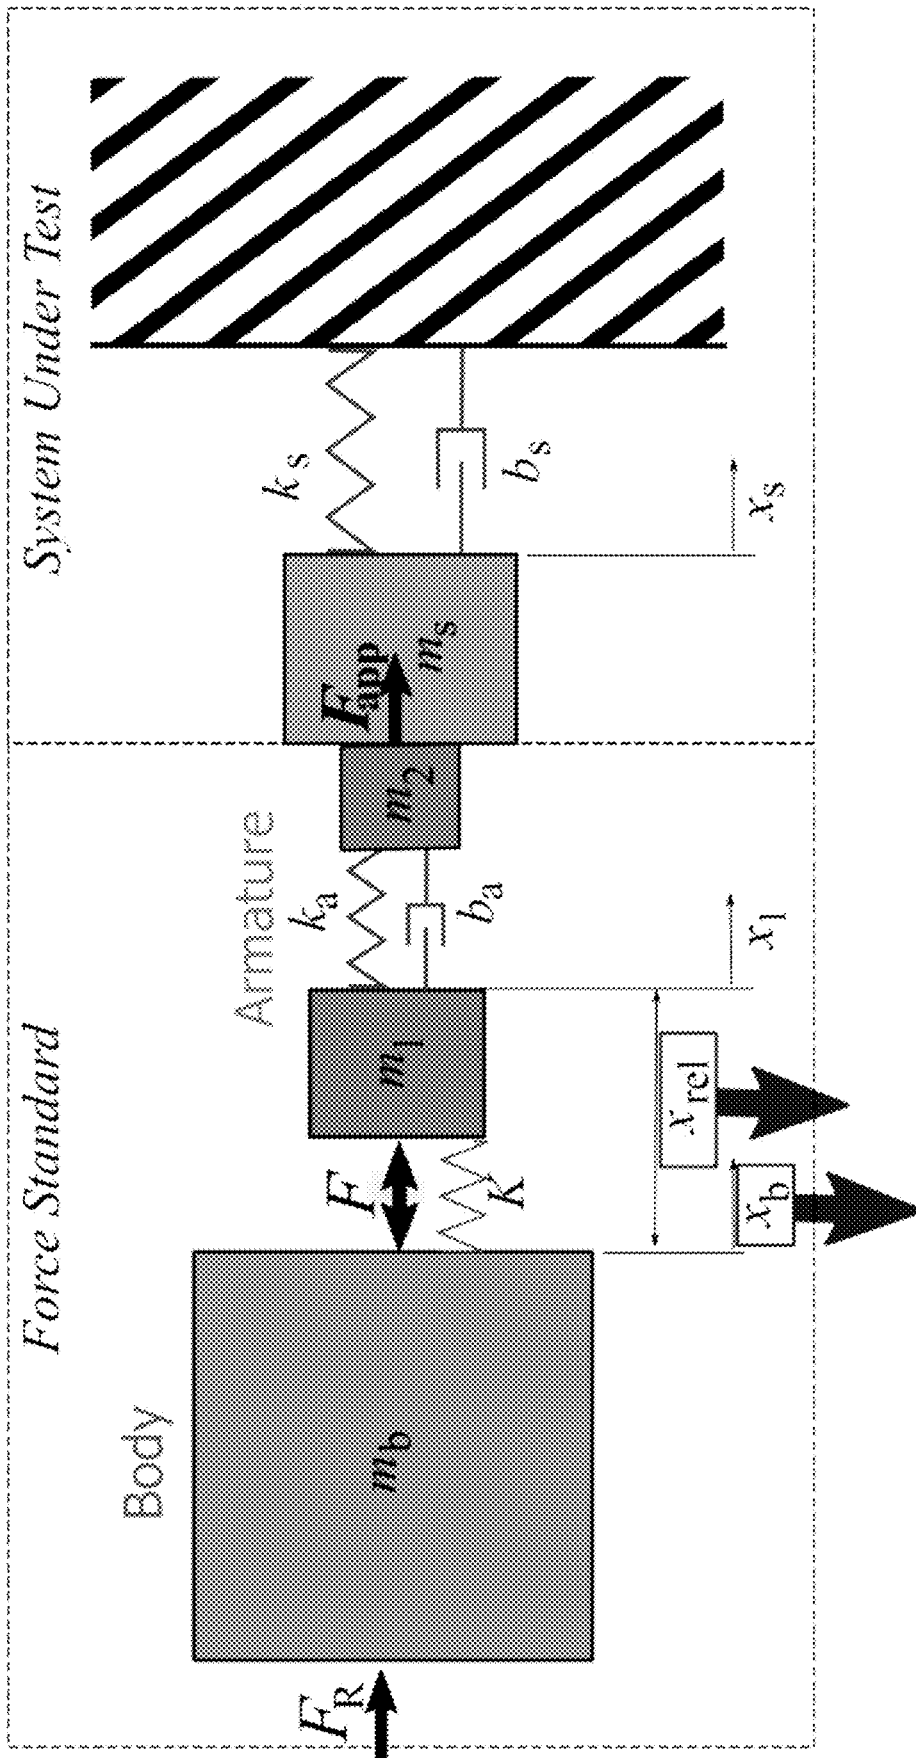 Force Standard
System Under Test
Body
Armature
F_R
m_b
F
K
m_1
k_a
b_a
m_2
F_app
m_s
k_s
b_s
x_b
x_rel
x_1
x_s